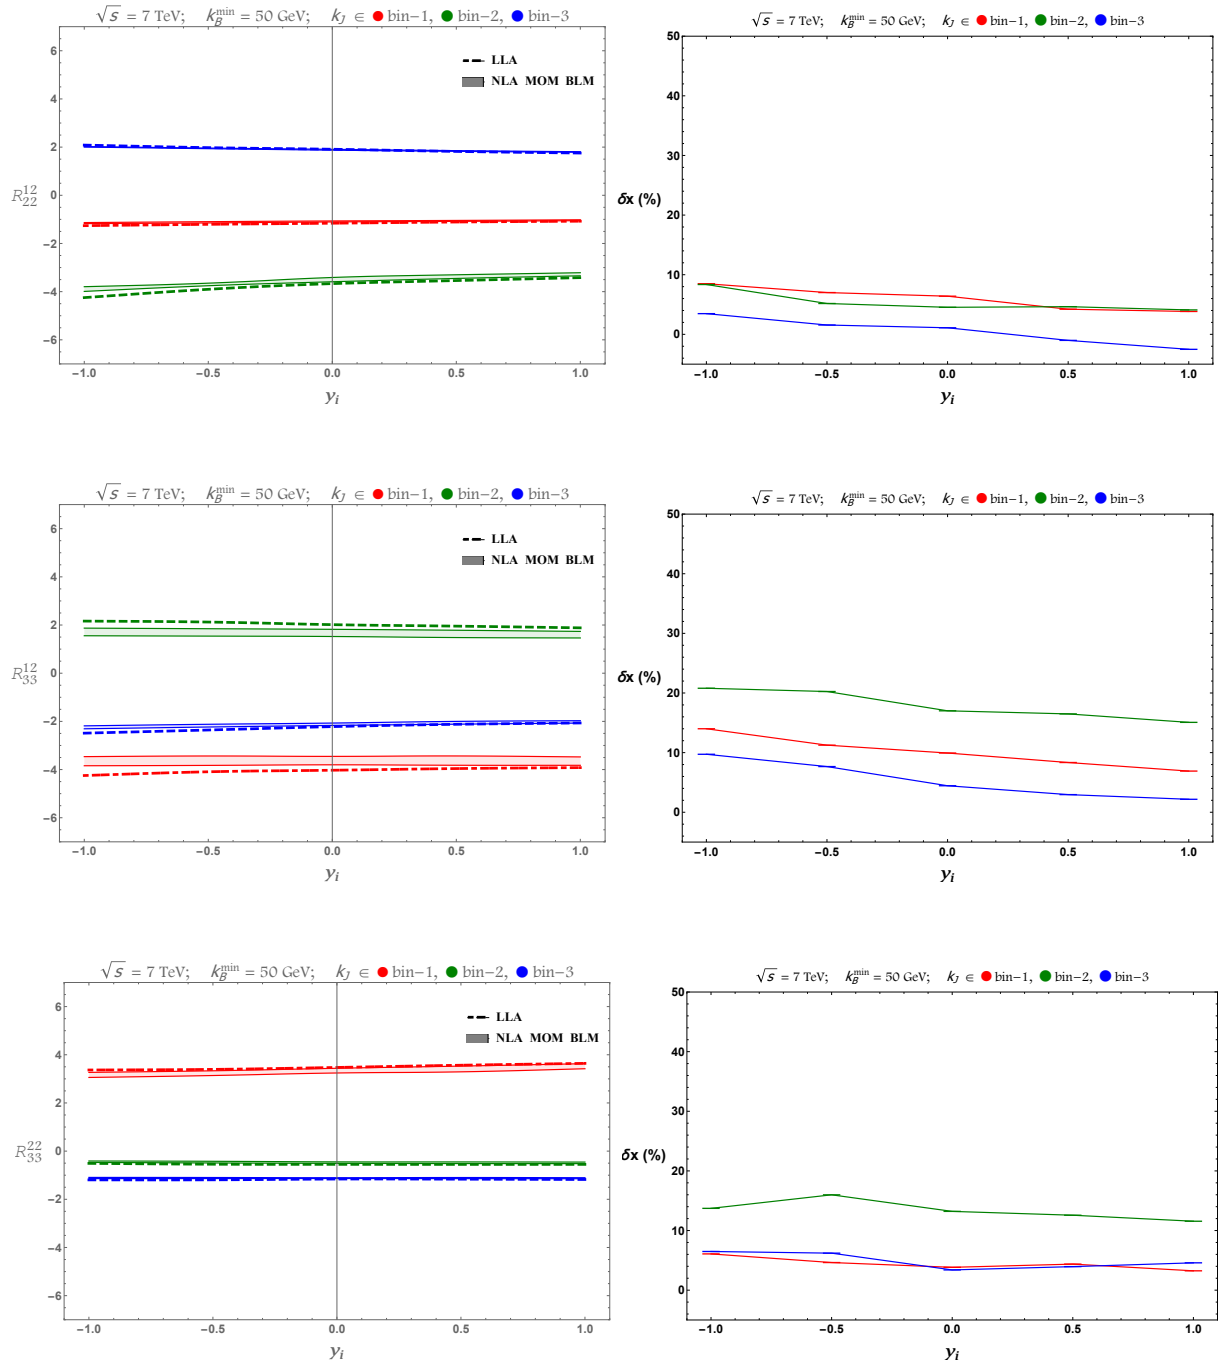 √s = 7 TeV; k_B^min = 50 GeV; k_J ∈ ● bin−1, ● bin−2, ● bin−3
6
4
2
0
−2
−4
−6
R_22^12
LLA
NLA MOM BLM
−1.0 −0.5 0.0 0.5 1.0
y_i
√s = 7 TeV; k_B^min = 50 GeV; k_J ∈ ● bin−1, ● bin−2, ● bin−3
50
40
30
20
10
0
δx (%)
−1.0 −0.5 0.0 0.5 1.0
y_i
√s = 7 TeV; k_B^min = 50 GeV; k_J ∈ ● bin−1, ● bin−2, ● bin−3
6
4
2
0
−2
−4
−6
R_33^12
LLA
NLA MOM BLM
−1.0 −0.5 0.0 0.5 1.0
y_i
√s = 7 TeV; k_B^min = 50 GeV; k_J ∈ ● bin−1, ● bin−2, ● bin−3
50
40
30
20
10
0
δx (%)
−1.0 −0.5 0.0 0.5 1.0
y_i
√s = 7 TeV; k_B^min = 50 GeV; k_J ∈ ● bin−1, ● bin−2, ● bin−3
6
4
2
0
−2
−4
−6
R_33^22
LLA
NLA MOM BLM
−1.0 −0.5 0.0 0.5 1.0
y_i
√s = 7 TeV; k_B^min = 50 GeV; k_J ∈ ● bin−1, ● bin−2, ● bin−3
50
40
30
20
10
0
δx (%)
−1.0 −0.5 0.0 0.5 1.0
y_i